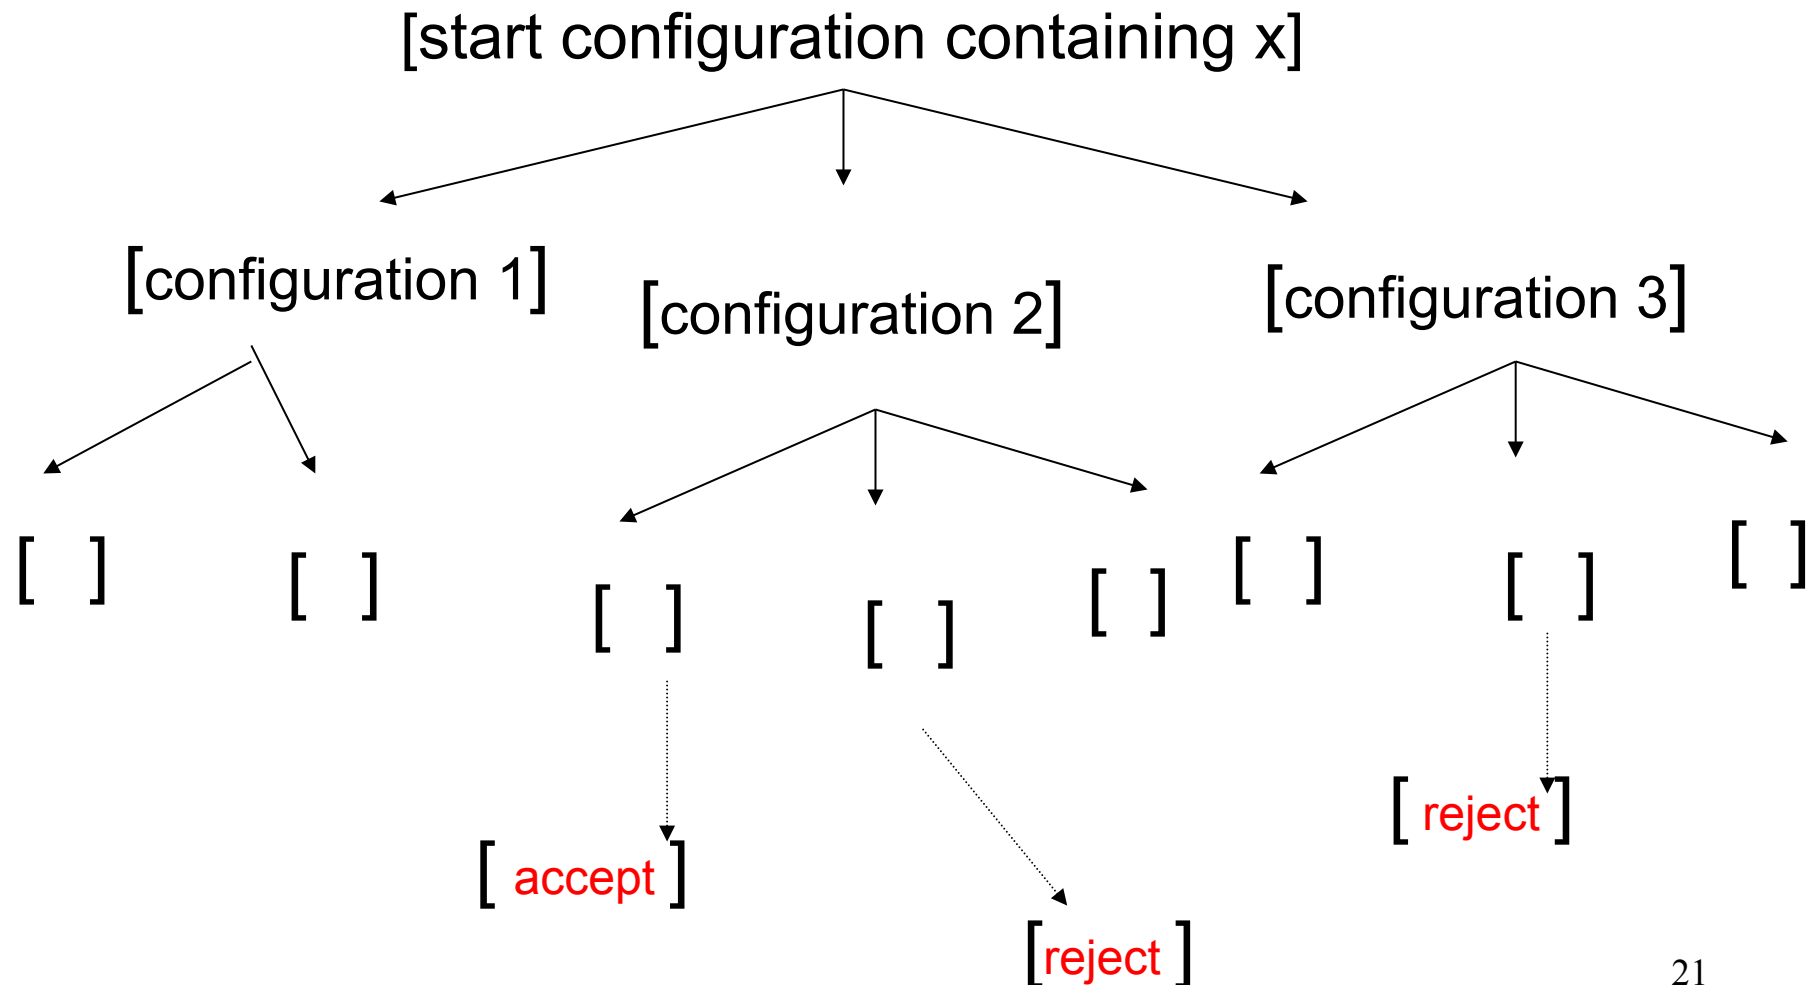 [start configuration containing x]
[configuration 1]
[configuration 2]
[configuration 3]
[ ]
[ ]
[ ]
[ ]
[ ]
[ ]
[ ]
[ ]
[ accept ]
[reject ]
[ reject ]
21